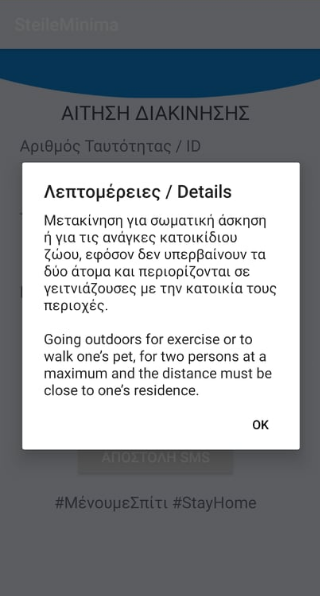 SteileMinima
ΑΙΤΗΣΗ ΔΙΑΚΙΝΗΣΗΣ
Αριθμός Ταυτότητας / ID
Λεπτομέρειες / Details
Μετακίνηση για σωματική άσκηση
ή για τις ανάγκες κατοικίδιου
ζώου, εφόσον δεν υπερβαίνουν τα
δύο άτομα και περιορίζονται σε
γειτνιάζουσες με την κατοικία τους
περιοχές.
Going outdoors for exercise or to
walk one's pet, for two persons at a
maximum and the distance must be
close to one's residence.
OK
ΑΠΟΣΤΟΛΗ SMS
#ΜένουμεΣπίτι #StayHome